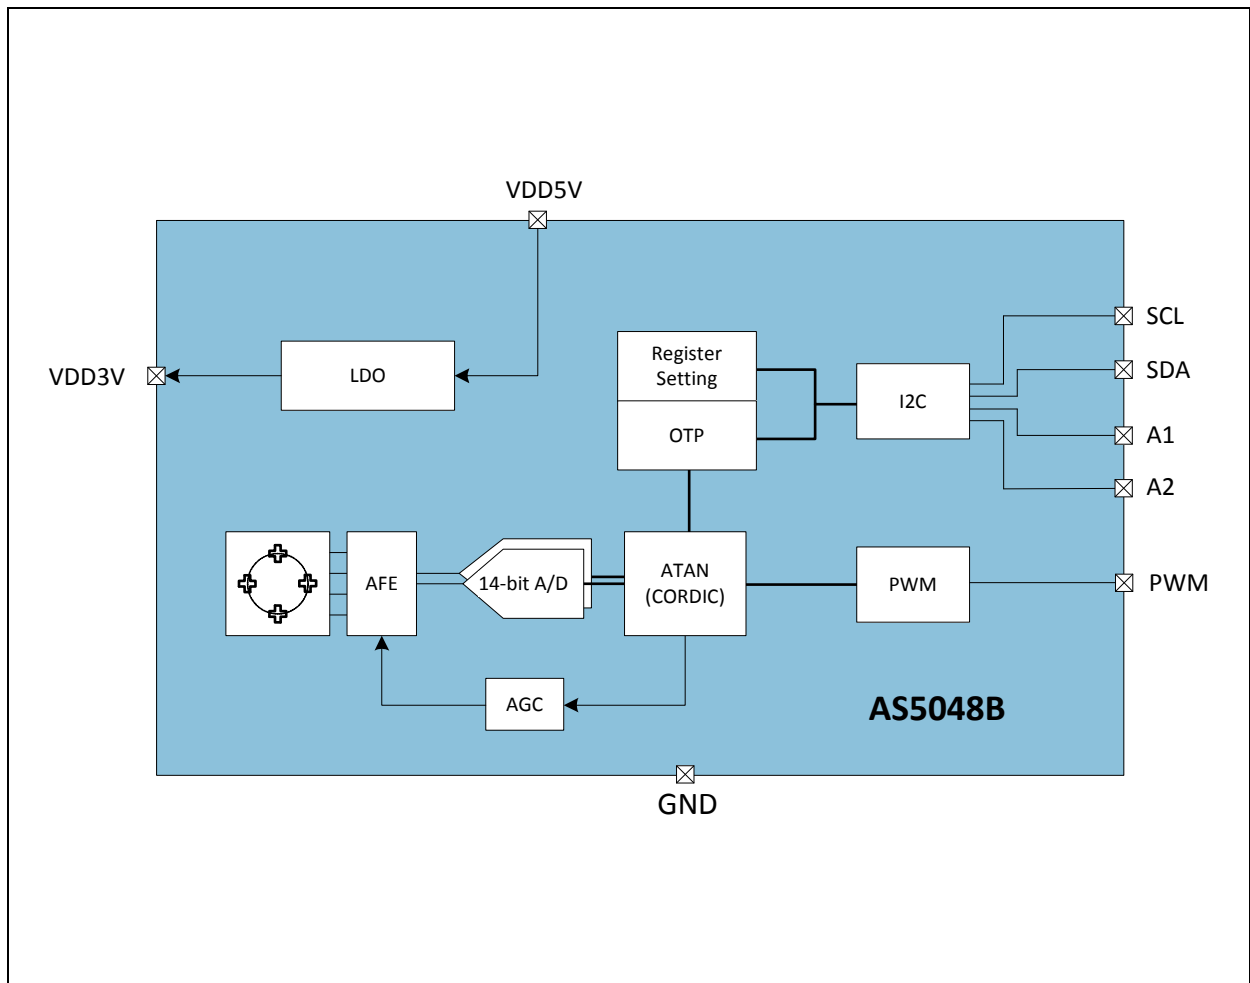 VDD5V
SCL
Register
Setting
SDA
VDD3V
LDO
I2C
OTP
A1
A2
AFE
14-bit A/D
ATAN
(CORDIC)
PWM
PWM
AGC
AS5048B
GND